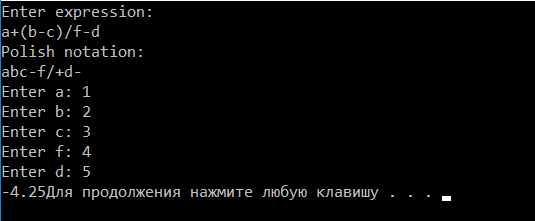 Enter expression:
a+(b-c)/f-d
Polish notation:
abc-f/+d-
Enter a: 1
Enter b: 2
Enter c: 3
Enter f: 4
Enter d: 5
-4.25Для продолжения нажмите любую клавишу . . .